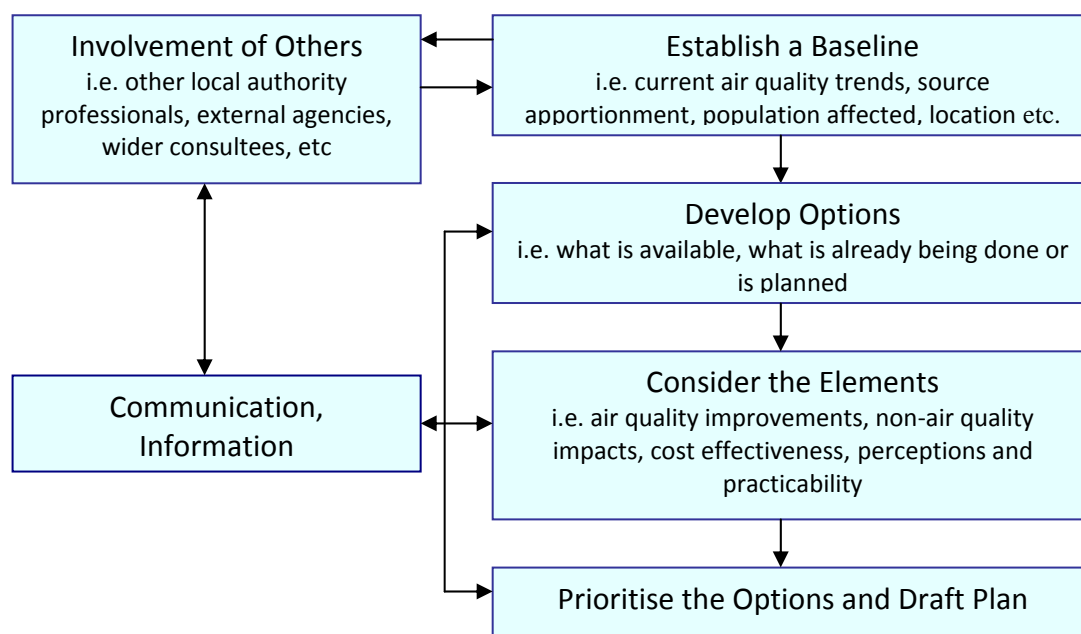 Involvement of Others
i.e. other local authority
professionals, external agencies,
wider consultees, etc
Establish a Baseline
i.e. current air quality trends, source
apportionment, population affected, location etc.
Develop Options
i.e. what is available, what is already being done or
is planned
Communication,
Information
Consider the Elements
i.e. air quality improvements, non-air quality
impacts, cost effectiveness, perceptions and
practicability
Prioritise the Options and Draft Plan